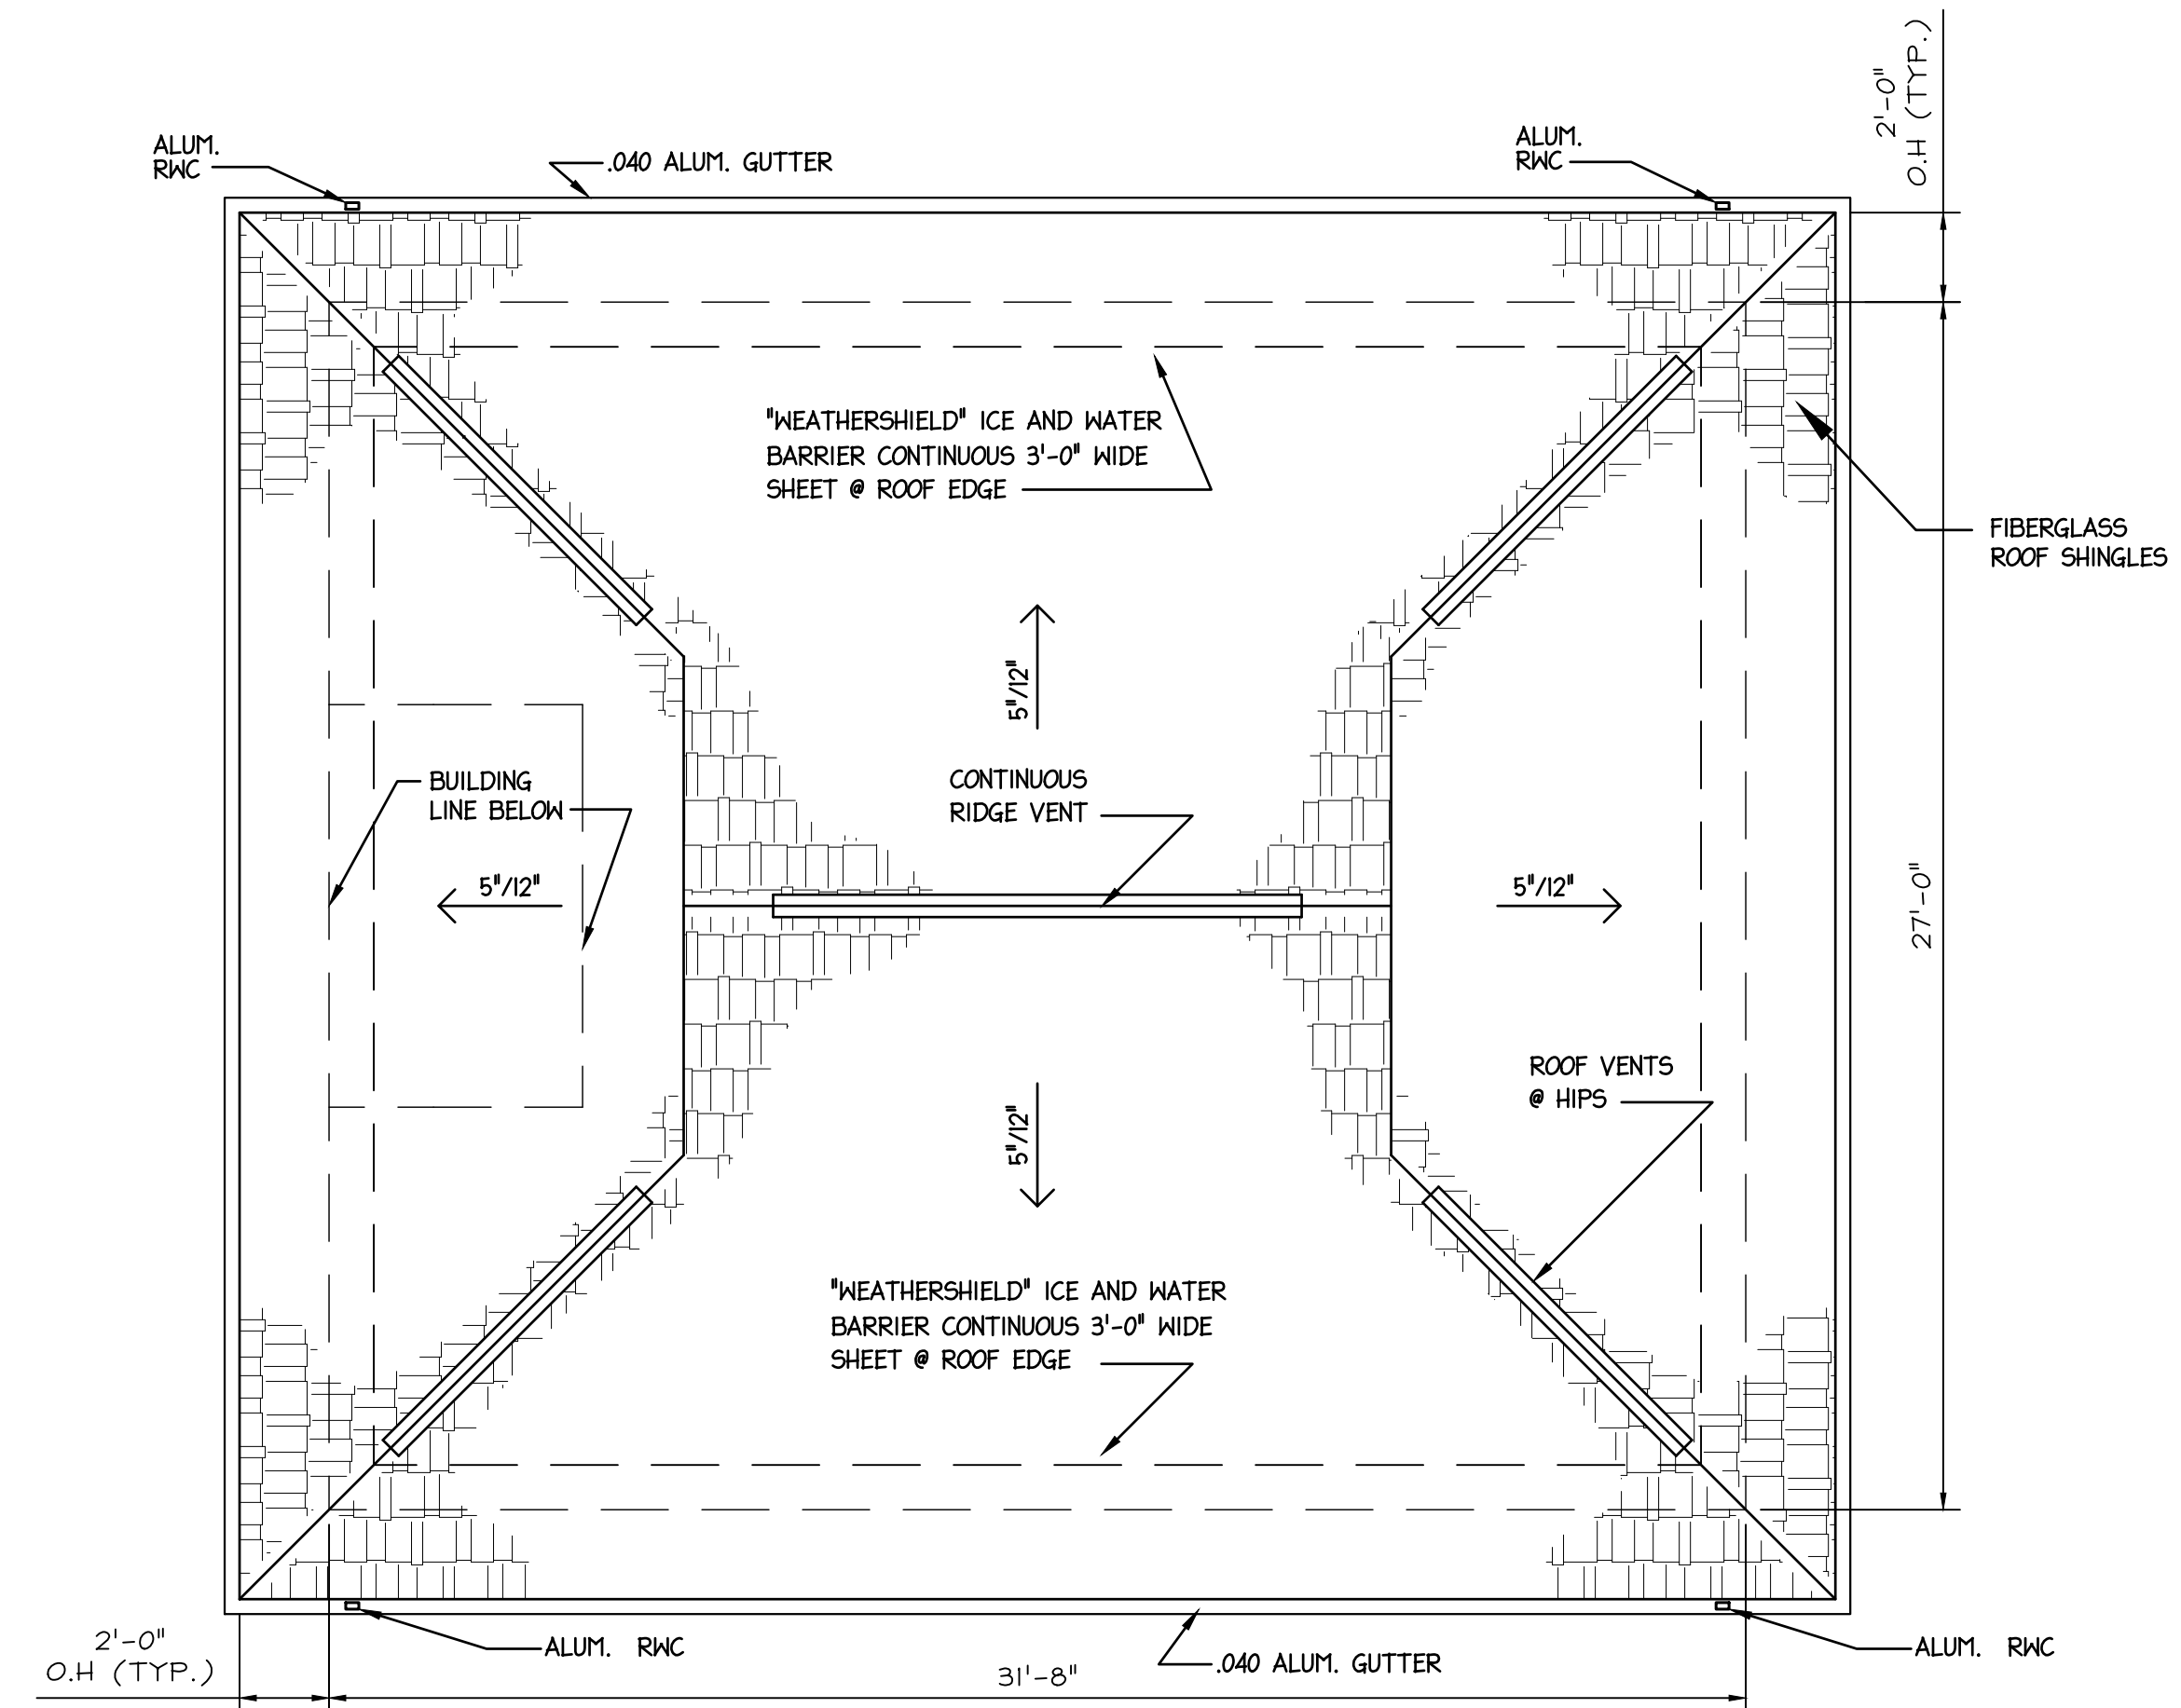 2'-0"
O.H (TYP.)
ALUM.
RWC
.040 ALUM. GUTTER
ALUM.
RWC
"WEATHERSHIELD" ICE AND WATER
BARRIER CONTINUOUS 3'-0" WIDE
SHEET @ ROOF EDGE
FIBERGLASS
ROOF SHINGLES
5"/12"
BUILDING
LINE BELOW
CONTINUOUS
RIDGE VENT
5"/12"
5"/12"
27'-0"
ROOF VENTS
@ HIPS
5"/12"
"WEATHERSHIELD" ICE AND WATER
BARRIER CONTINUOUS 3'-0" WIDE
SHEET @ ROOF EDGE
2'-0"
O.H (TYP.)
ALUM. RWC
31'-8"
.040 ALUM. GUTTER
ALUM. RWC